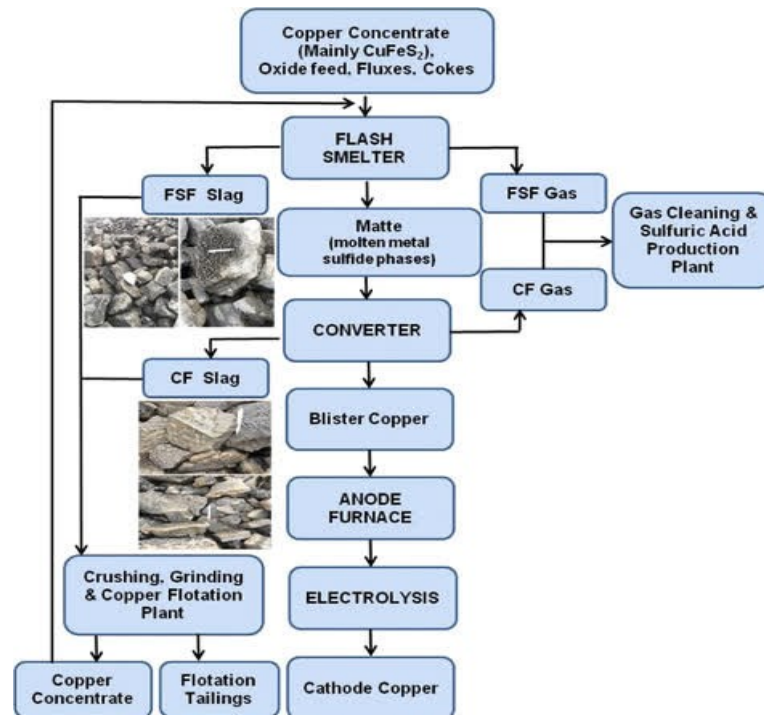 Copper Concentrate
(Mainly CuFeS₂),
Oxide feed, Fluxes, Cokes
FLASH
SMELTER
FSF Slag
FSF Gas
Matte
(molten metal
sulfide phases)
Gas Cleaning &
Sulfuric Acid
Production
Plant
CF Gas
CONVERTER
CF Slag
Blister Copper
ANODE
FURNACE
Crushing, Grinding
& Copper Flotation
Plant
ELECTROLYSIS
Copper
Concentrate
Flotation
Tailings
Cathode Copper